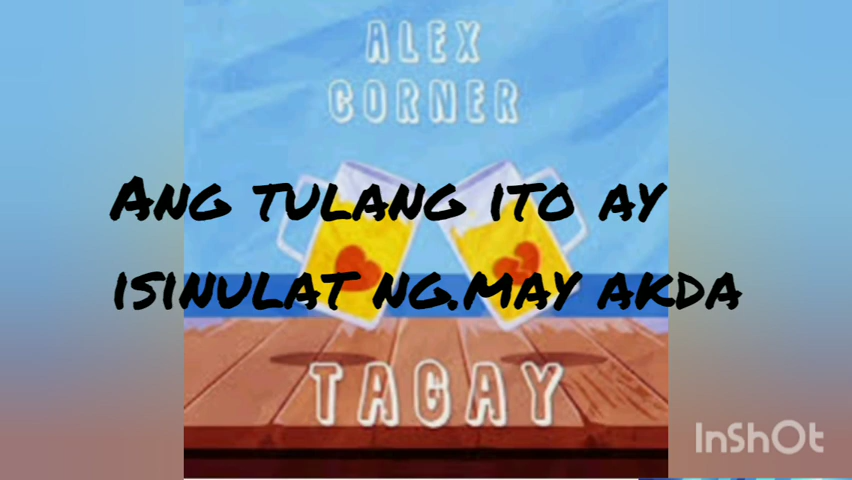 ALEX
CORNER
ANG TULANG ITO AY
ISINULAT NG.MAY AKDA
TAGAY
InShOt